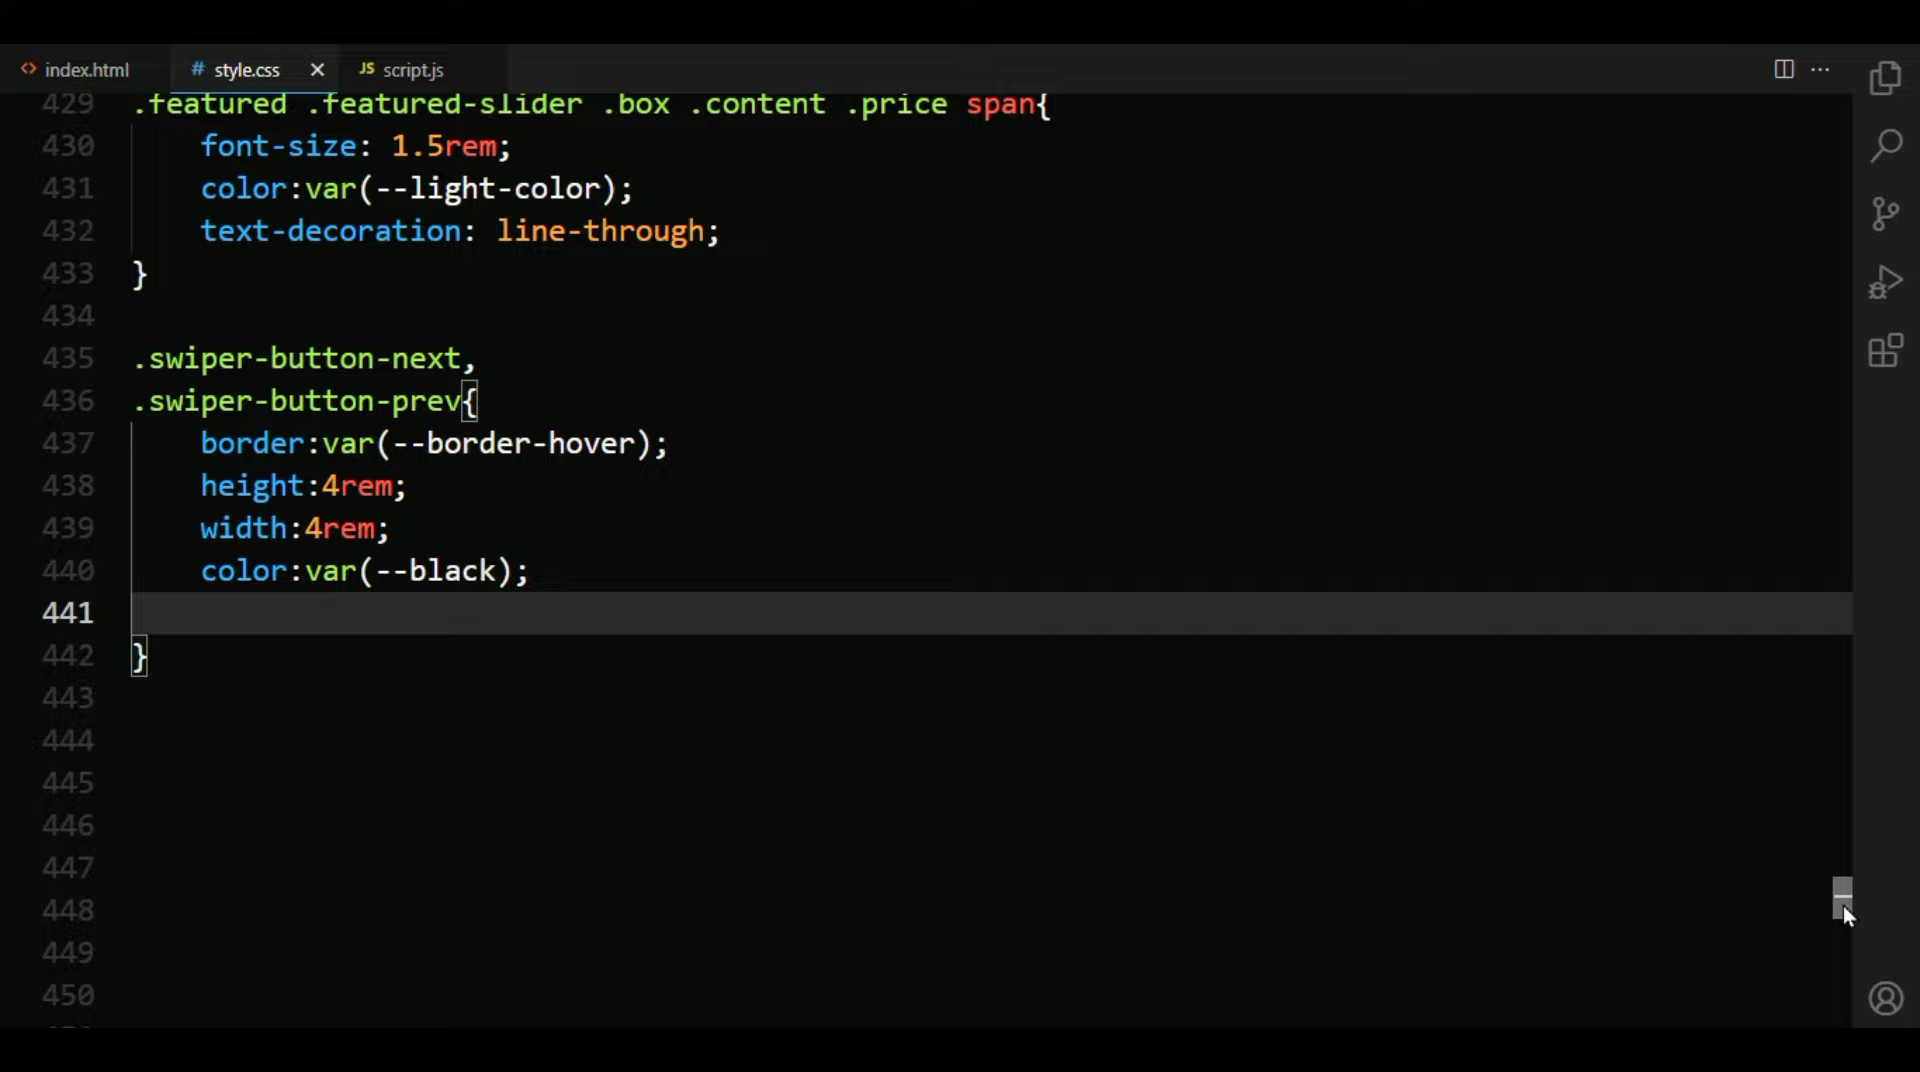 index.html
# style.css
JS script.js
429 .featured .featured-slider .box .content .price span{
430 font-size: 1.5rem;
431 color:var(--light-color);
432 text-decoration: line-through;
433 }
434
435 .swiper-button-next,
436 .swiper-button-prev{
437 border:var(--border-hover);
438 height:4rem;
439 width:4rem;
440 color:var(--black);
441
442 }
443
444
445
446
447
448
449
450